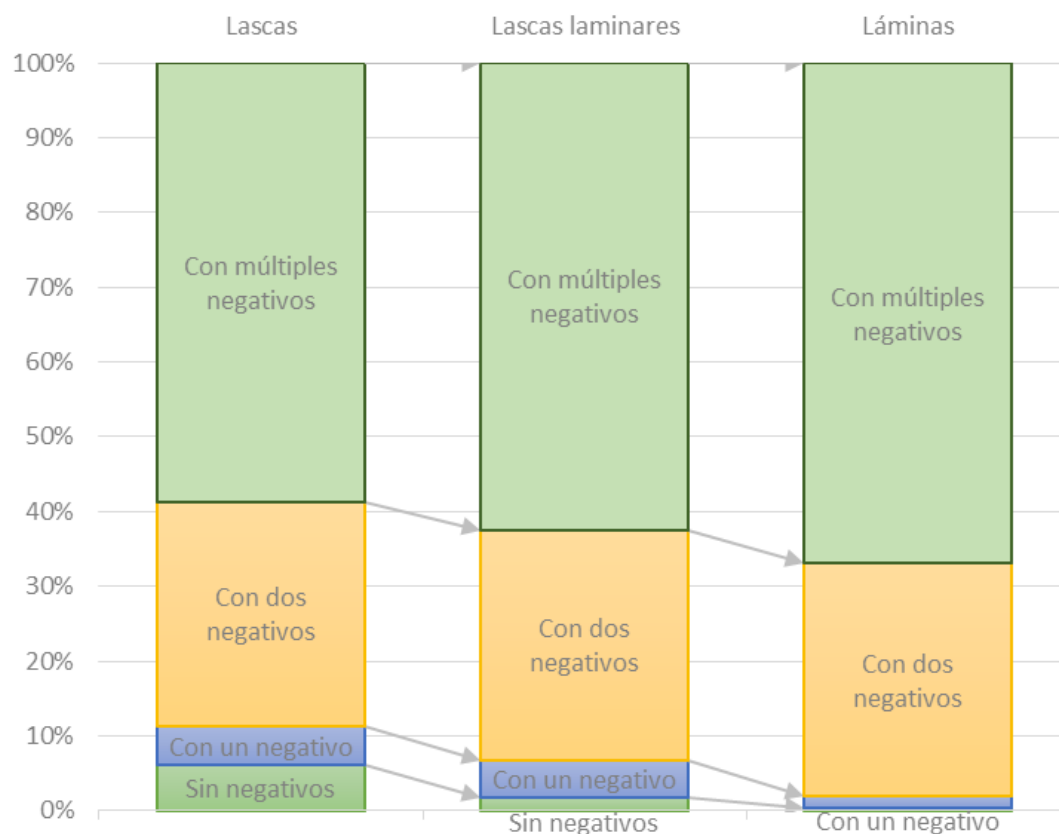 Lascas
Lascas laminares
Láminas
100%
90%
80%
70%
60%
50%
40%
30%
20%
10%
0%
Con múltiples
negativos
Con dos
negativos
Con un negativo
Sin negativos
Con múltiples
negativos
Con dos
negativos
Con un negativo
Sin negativos
Con múltiples
negativos
Con dos
negativos
Con un negativo